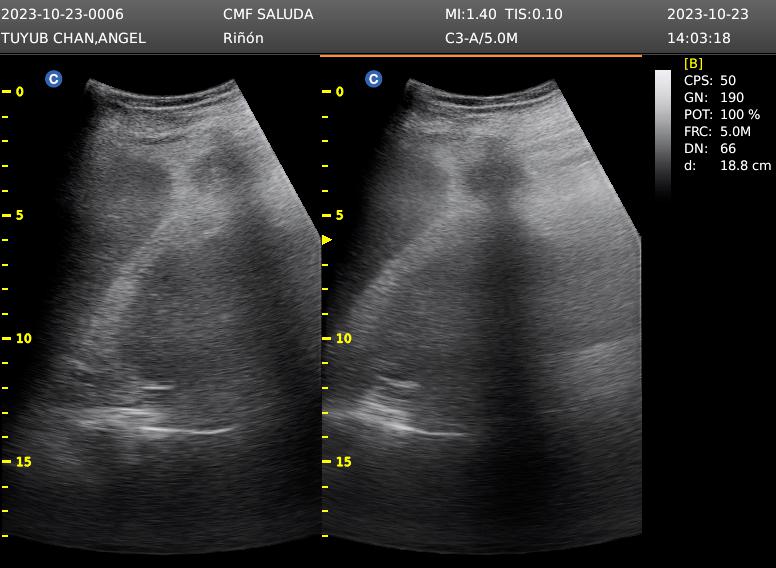 2023-10-23-0006 CMF SALUDA MI:1.40 TIS:0.10 2023-10-23
TUYUB CHAN,ANGEL Riñón C3-A/5.0M 14:03:18
[B]
CPS: 50
GN: 190
POT: 100 %
FRC: 5.0M
DN: 66
d: 18.8 cm
C
0
5
10
15
C
0
5
10
15